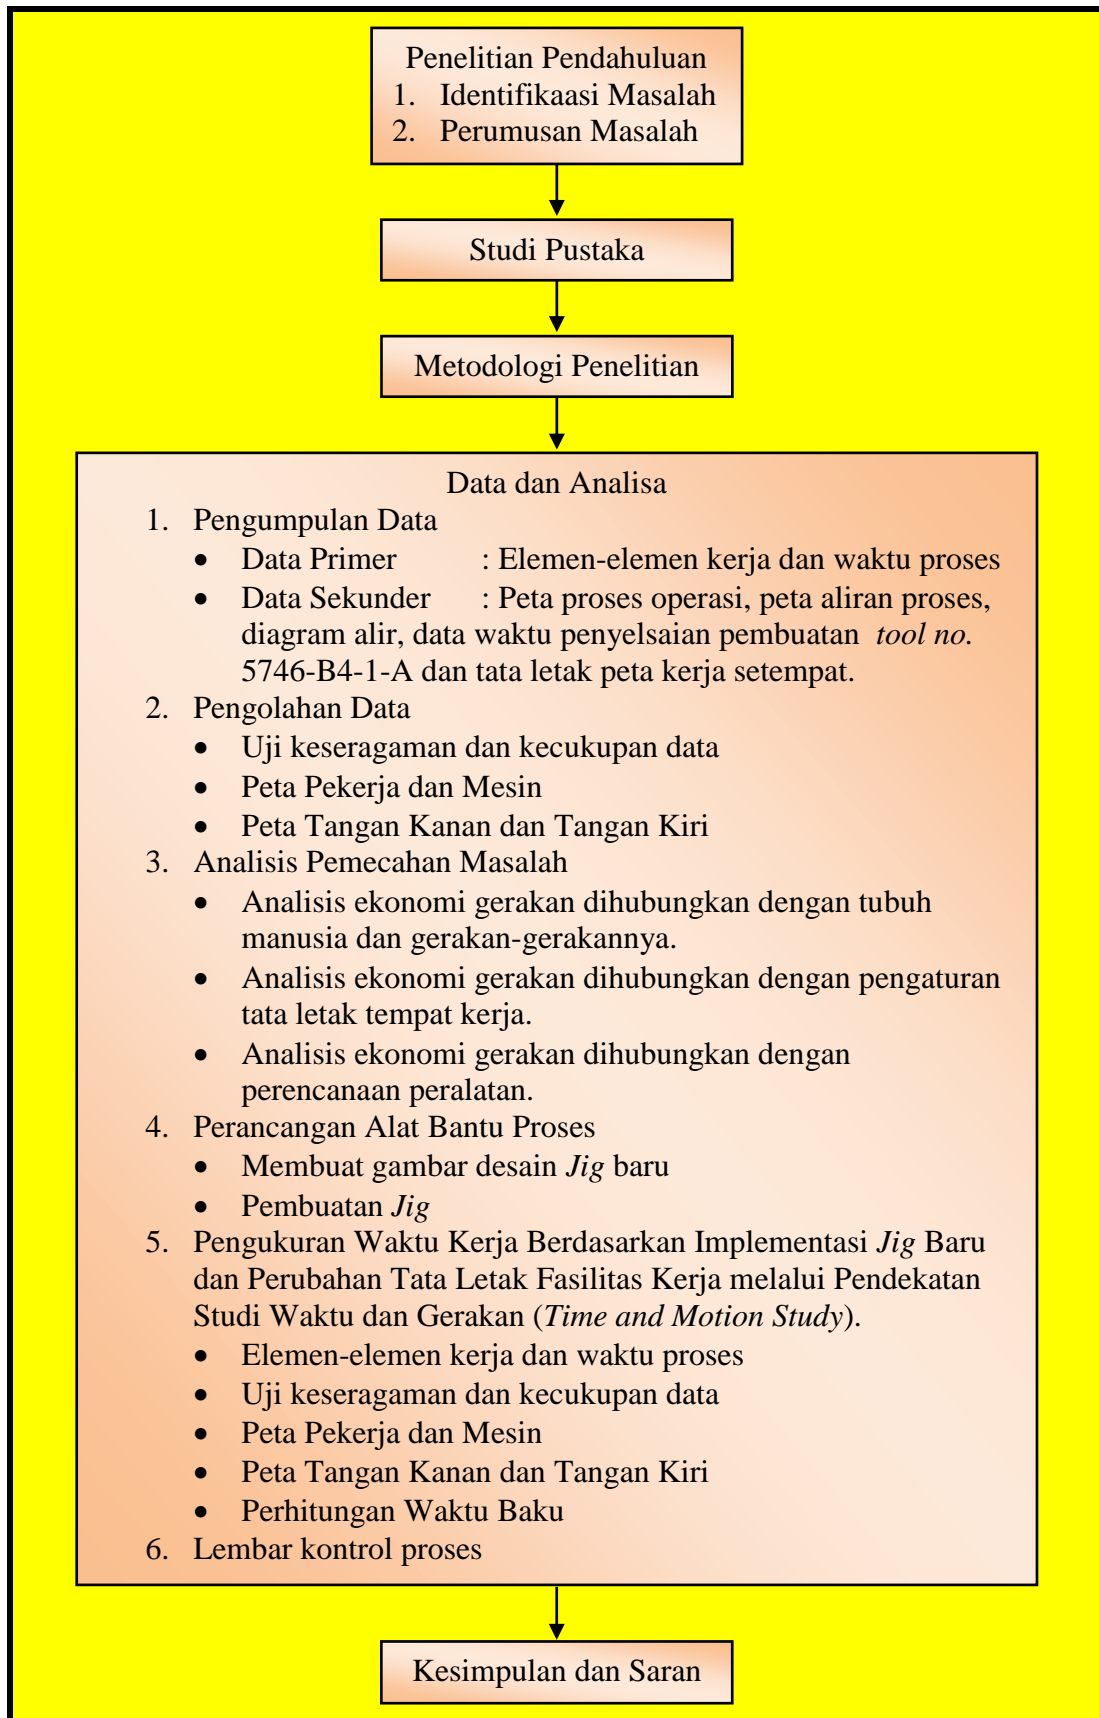 Penelitian Pendahuluan
1. Identifikaasi Masalah
2. Perumusan Masalah
Studi Pustaka
Metodologi Penelitian
Data dan Analisa
1. Pengumpulan Data
• Data Primer : Elemen-elemen kerja dan waktu proses
• Data Sekunder : Peta proses operasi, peta aliran proses,
diagram alir, data waktu penyelsaian pembuatan tool no.
5746-B4-1-A dan tata letak peta kerja setempat.
2. Pengolahan Data
• Uji keseragaman dan kecukupan data
• Peta Pekerja dan Mesin
• Peta Tangan Kanan dan Tangan Kiri
3. Analisis Pemecahan Masalah
• Analisis ekonomi gerakan dihubungkan dengan tubuh
manusia dan gerakan-gerakannya.
• Analisis ekonomi gerakan dihubungkan dengan pengaturan
tata letak tempat kerja.
• Analisis ekonomi gerakan dihubungkan dengan
perencanaan peralatan.
4. Perancangan Alat Bantu Proses
• Membuat gambar desain Jig baru
• Pembuatan Jig
5. Pengukuran Waktu Kerja Berdasarkan Implementasi Jig Baru
dan Perubahan Tata Letak Fasilitas Kerja melalui Pendekatan
Studi Waktu dan Gerakan (Time and Motion Study).
• Elemen-elemen kerja dan waktu proses
• Uji keseragaman dan kecukupan data
• Peta Pekerja dan Mesin
• Peta Tangan Kanan dan Tangan Kiri
• Perhitungan Waktu Baku
6. Lembar kontrol proses
Kesimpulan dan Saran